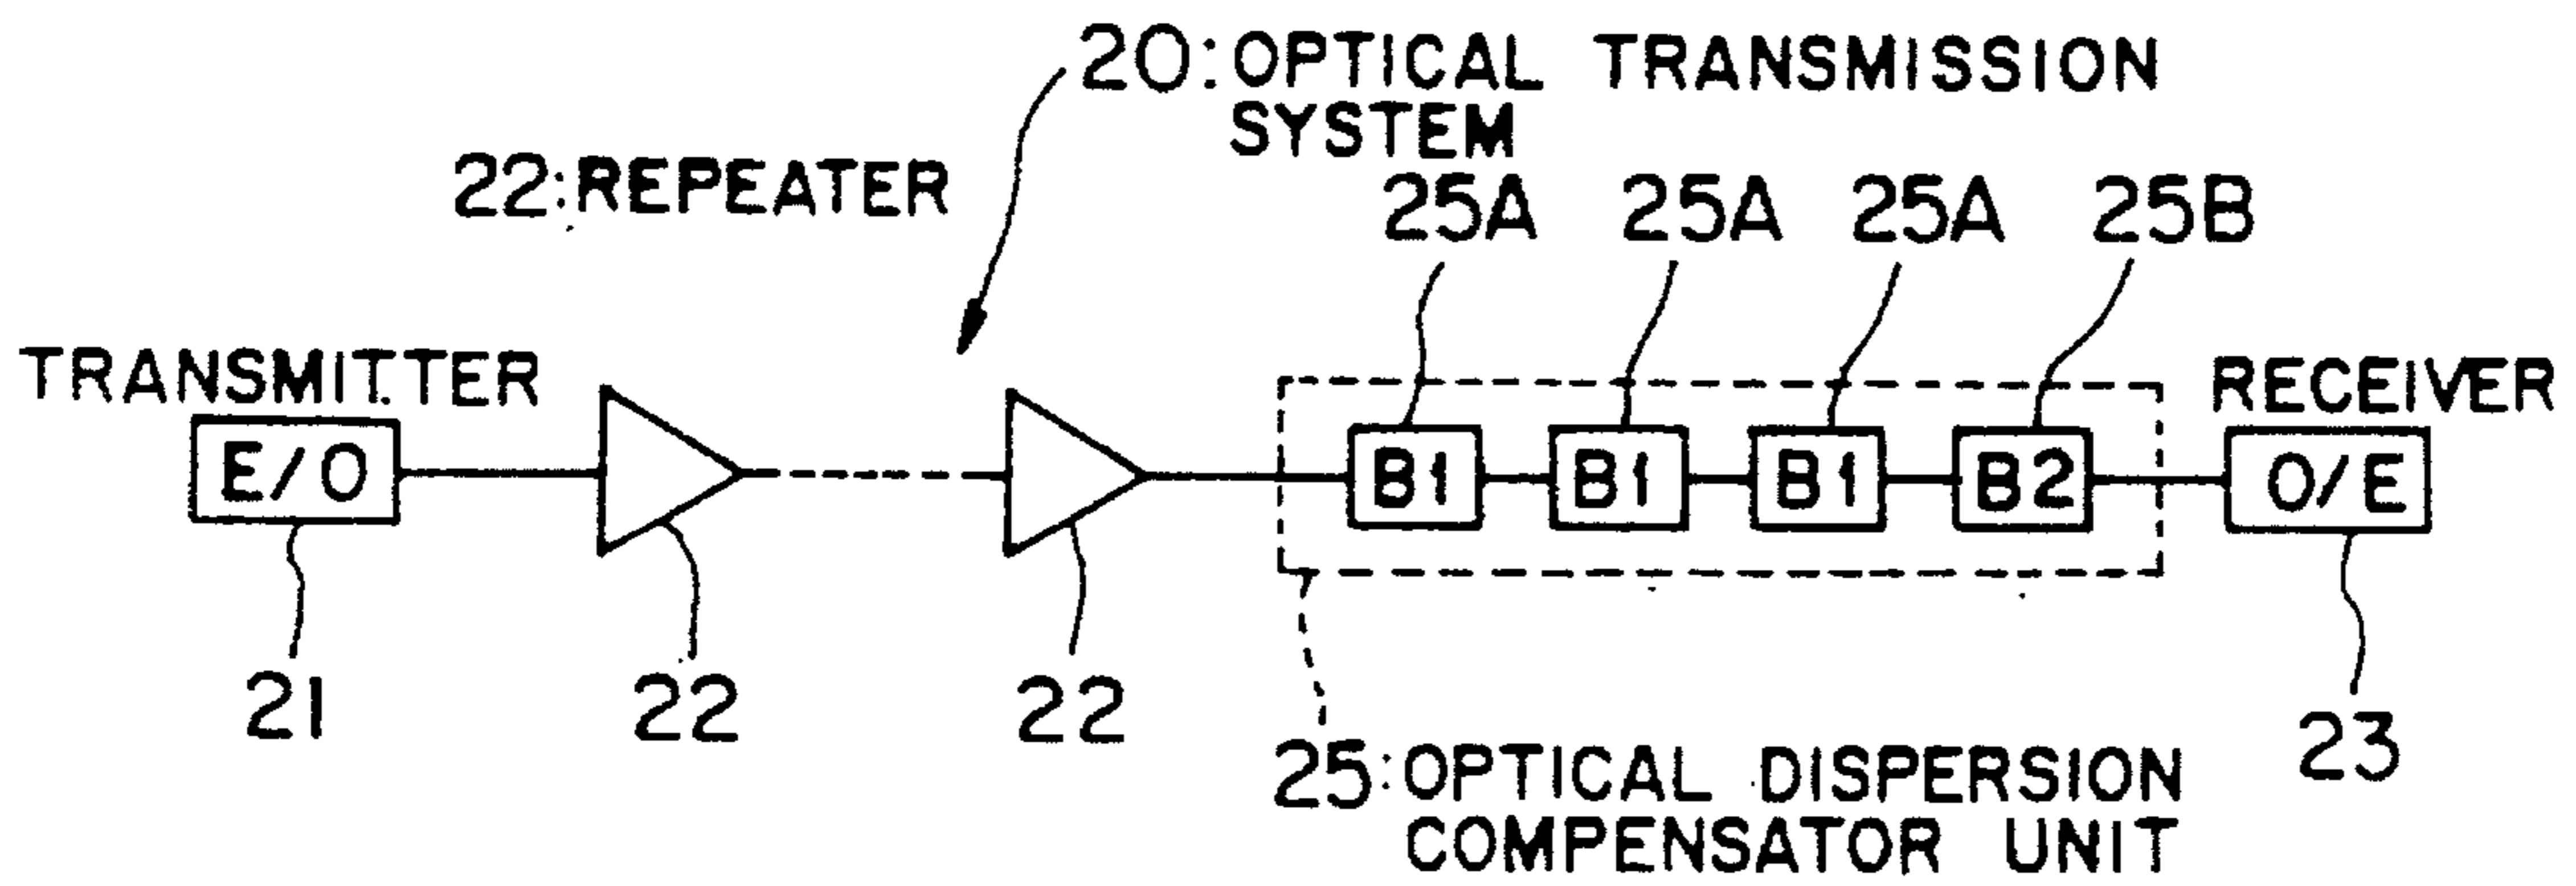 20: OPTICAL TRANSMISSION
SYSTEM
22: REPEATER
25A 25A 25A 25B
TRANSMITTER
RECEIVER
E/O
B1 B1 B1 B2
O/E
21
22
22
23
25: OPTICAL DISPERSION
COMPENSATOR UNIT